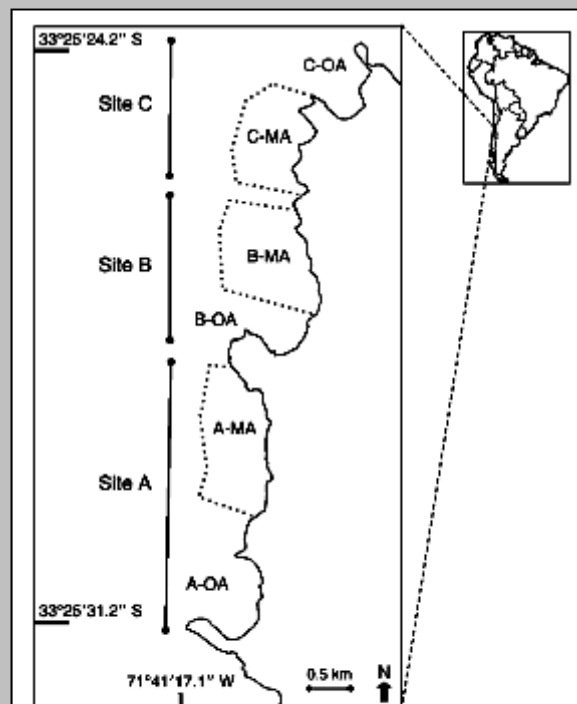 33°25'24.2" S
C-OA
Site C
C-MA
B-MA
Site B
B-OA
A-MA
Site A
A-OA
33°25'31.2" S
71°41'17.1" W
0.5 km
N